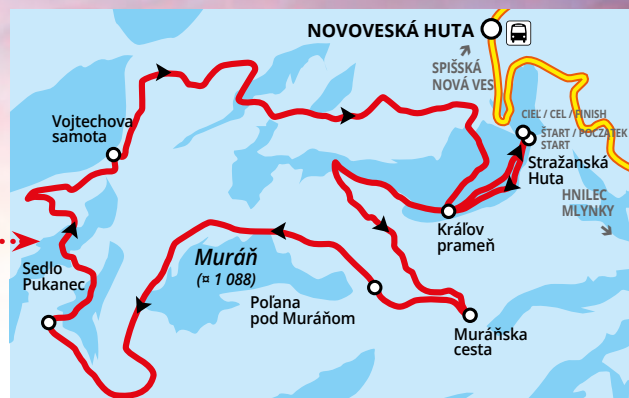 NOVOVESKÁ HUTA
SPIŠSKÁ
NOVÁ VES
CIEĽ / CEL / FINISH
ŠTART / POCZĄTEK
START
Stražanská
Huta
HNILEC
MLYNKY
Vojtechova
samota
Kráľov
prameň
Muráň
(¤ 1 088)
Sedlo
Pukanec
Poľana
pod Muráňom
Muráňska
cesta